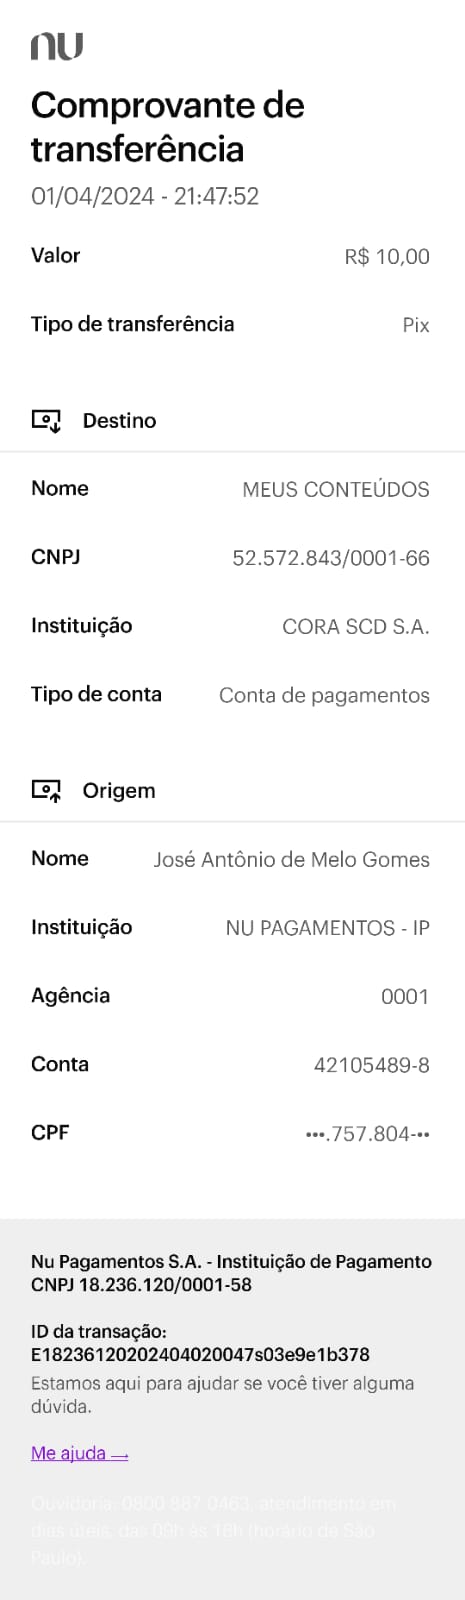 nu
Comprovante de
transferência
01/04/2024 - 21:47:52
Valor R$ 10,00
Tipo de transferência Pix
Destino
Nome MEUS CONTEÚDOS
CNPJ 52.572.843/0001-66
Instituição CORA SCD S.A.
Tipo de conta Conta de pagamentos
Origem
Nome José Antônio de Melo Gomes
Instituição NU PAGAMENTOS - IP
Agência 0001
Conta 42105489-8
CPF •••.757.804-••
Nu Pagamentos S.A. - Instituição de Pagamento
CNPJ 18.236.120/0001-58
ID da transação:
E18236120202404020047s03e9e1b378
Estamos aqui para ajudar se você tiver alguma
dúvida.
Me ajuda →
Ouvidoria: 0800 887 0463, atendimento em
dias úteis, das 09h às 18h (horário de São
Paulo).